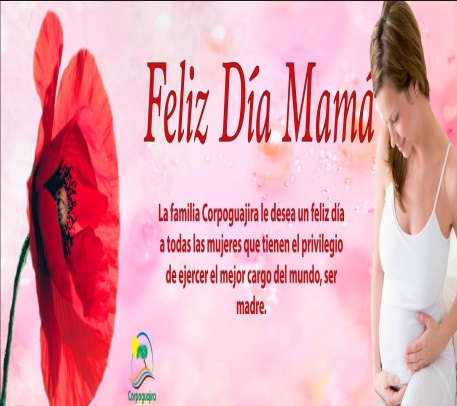 Feliz Día Mamá
La familia Corpoguajira le desea un feliz día
a todas las mujeres que tienen el privilegio
de ejercer el mejor cargo del mundo, ser
madre.
Corpoguajira